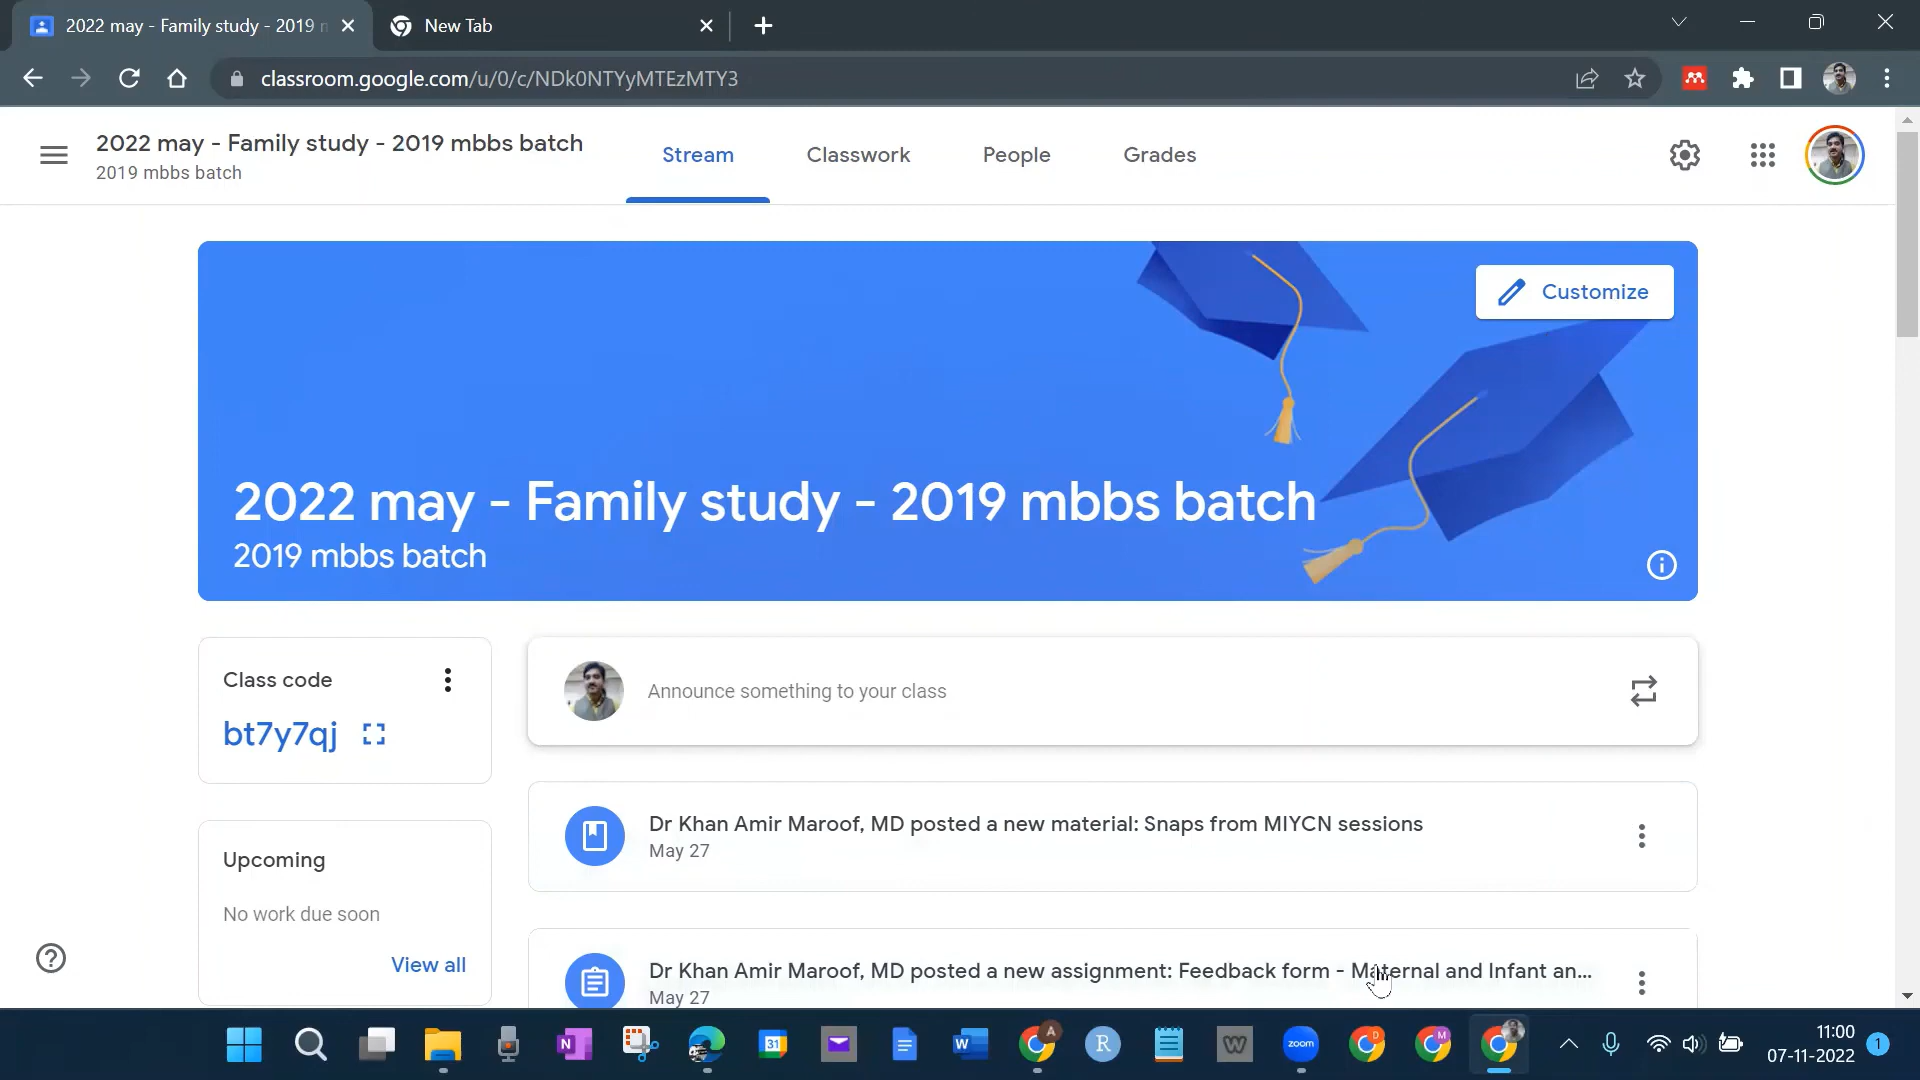 2022 may - Family study - 2019 m
New Tab
classroom.google.com/u/0/c/NDk0NTYyMTEzMTY3
2022 may - Family study - 2019 mbbs batch
2019 mbbs batch
Stream
Classwork
People
Grades
Customize
2022 may - Family study - 2019 mbbs batch
2019 mbbs batch
Class code
bt7y7qj
Announce something to your class
Dr Khan Amir Maroof, MD posted a new material: Snaps from MIYCN sessions
May 27
Upcoming
No work due soon
View all
Dr Khan Amir Maroof, MD posted a new assignment: Feedback form - Maternal and Infant an...
May 27
N
31
W
A
R
W
zoom
D
M
11:00
07-11-2022
1